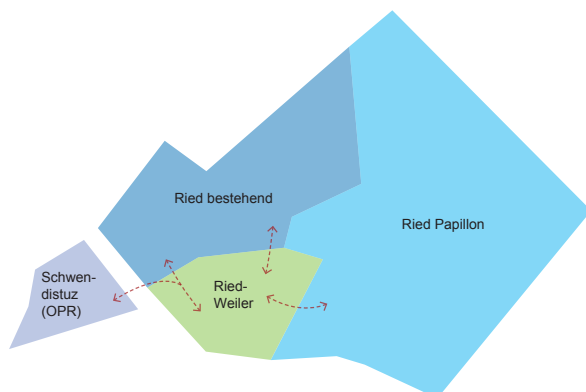 Ried bestehend
Ried Papillon
Schwen-
distuz
(OPR)
Ried-
Weiler